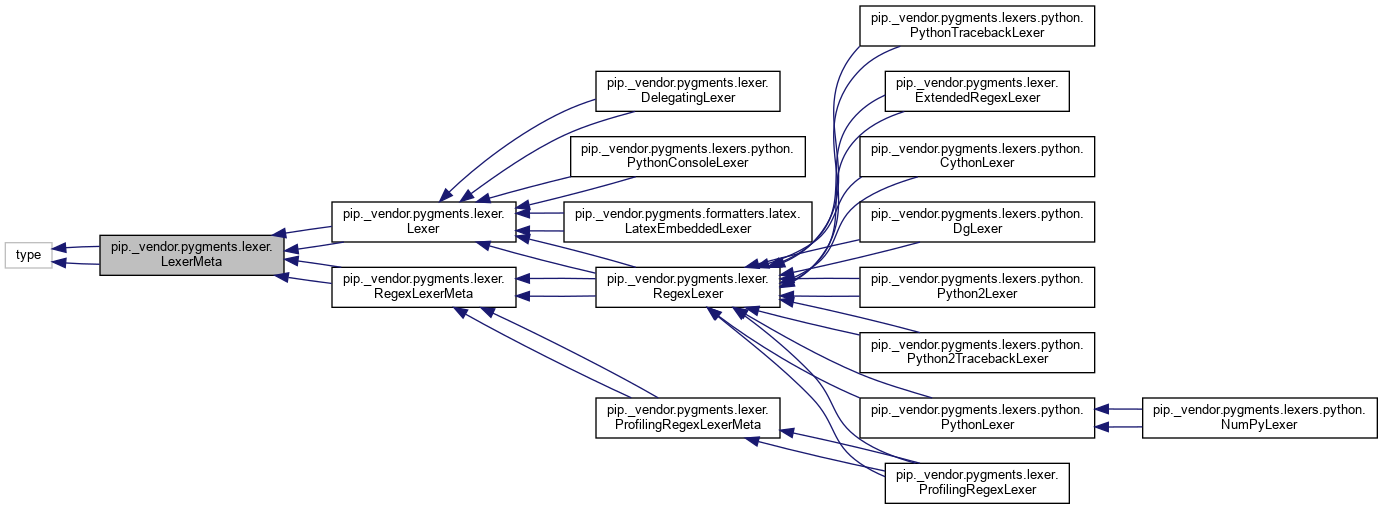 type
pip._vendor.pygments.lexer.
LexerMeta
pip._vendor.pygments.lexer.
Lexer
pip._vendor.pygments.lexer.
RegexLexerMeta
pip._vendor.pygments.lexer.
DelegatingLexer
pip._vendor.pygments.lexers.python.
PythonConsoleLexer
pip._vendor.pygments.formatters.latex.
LatexEmbeddedLexer
pip._vendor.pygments.lexer.
RegexLexer
pip._vendor.pygments.lexer.
ProfilingRegexLexerMeta
pip._vendor.pygments.lexers.python.
PythonTracebackLexer
pip._vendor.pygments.lexer.
ExtendedRegexLexer
pip._vendor.pygments.lexers.python.
CythonLexer
pip._vendor.pygments.lexers.python.
DgLexer
pip._vendor.pygments.lexers.python.
Python2Lexer
pip._vendor.pygments.lexers.python.
Python2TracebackLexer
pip._vendor.pygments.lexers.python.
PythonLexer
pip._vendor.pygments.lexer.
ProfilingRegexLexer
pip._vendor.pygments.lexers.python.
NumPyLexer